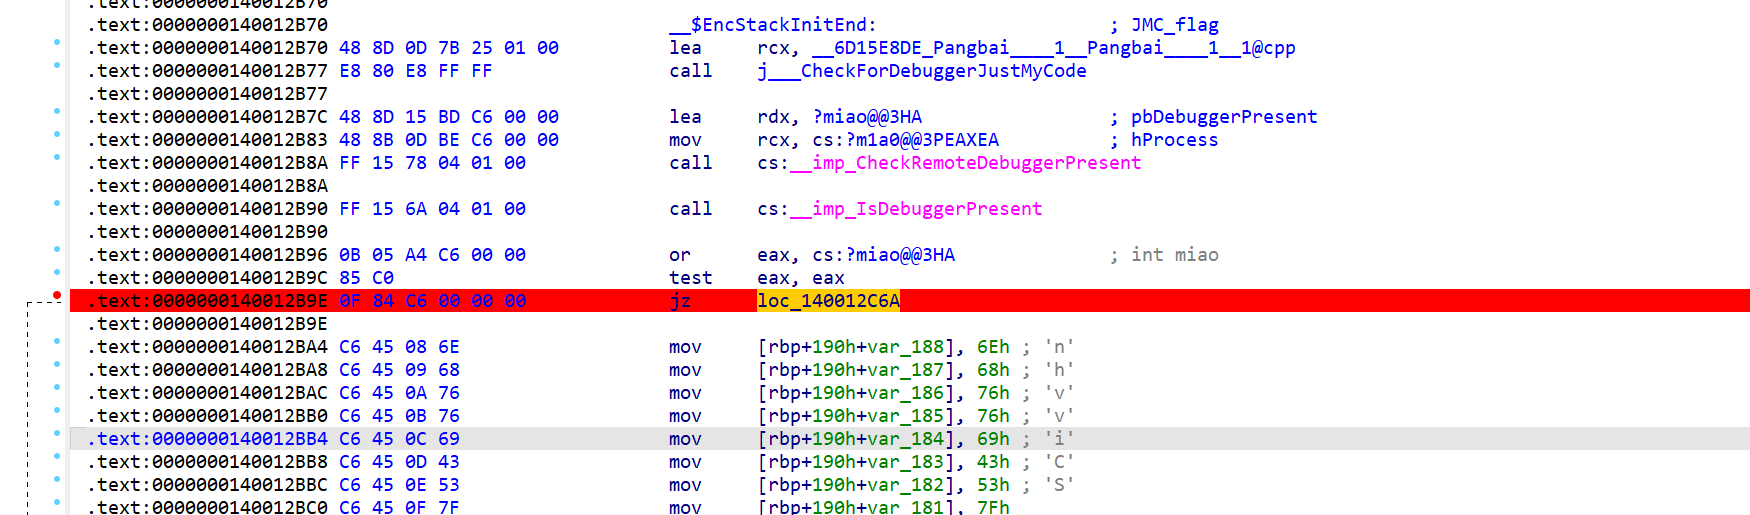 .text:0000000140012B70
.text:0000000140012B70 __$EncStackInitEnd: ; JMC_flag
.text:0000000140012B70 48 8D 0D 7B 25 01 00 lea rcx, __6D15E8DE_Pangbai____1__Pangbai____1__1@cpp
.text:0000000140012B77 E8 80 E8 FF FF call j___CheckForDebuggerJustMyCode
.text:0000000140012B77
.text:0000000140012B7C 48 8D 15 BD C6 00 00 lea rdx, ?miao@@3HA ; pbDebuggerPresent
.text:0000000140012B83 48 8B 0D BE C6 00 00 mov rcx, cs:?m1a0@@3PEAXEA ; hProcess
.text:0000000140012B8A FF 15 78 04 01 00 call cs:__imp_CheckRemoteDebuggerPresent
.text:0000000140012B8A
.text:0000000140012B90 FF 15 6A 04 01 00 call cs:__imp_IsDebuggerPresent
.text:0000000140012B90
.text:0000000140012B96 0B 05 A4 C6 00 00 or eax, cs:?miao@@3HA ; int miao
.text:0000000140012B9C 85 C0 test eax, eax
.text:0000000140012B9E 0F 84 C6 00 00 00 jz loc_140012C6A
.text:0000000140012B9E
.text:0000000140012BA4 C6 45 08 6E mov [rbp+190h+var_188], 6Eh ; 'n'
.text:0000000140012BA8 C6 45 09 68 mov [rbp+190h+var_187], 68h ; 'h'
.text:0000000140012BAC C6 45 0A 76 mov [rbp+190h+var_186], 76h ; 'v'
.text:0000000140012BB0 C6 45 0B 76 mov [rbp+190h+var_185], 76h ; 'v'
.text:0000000140012BB4 C6 45 0C 69 mov [rbp+190h+var_184], 69h ; 'i'
.text:0000000140012BB8 C6 45 0D 43 mov [rbp+190h+var_183], 43h ; 'C'
.text:0000000140012BBC C6 45 0E 53 mov [rbp+190h+var_182], 53h ; 'S'
.text:0000000140012BC0 C6 45 0F 7F mov [rbp+190h+var_181], 7Fh